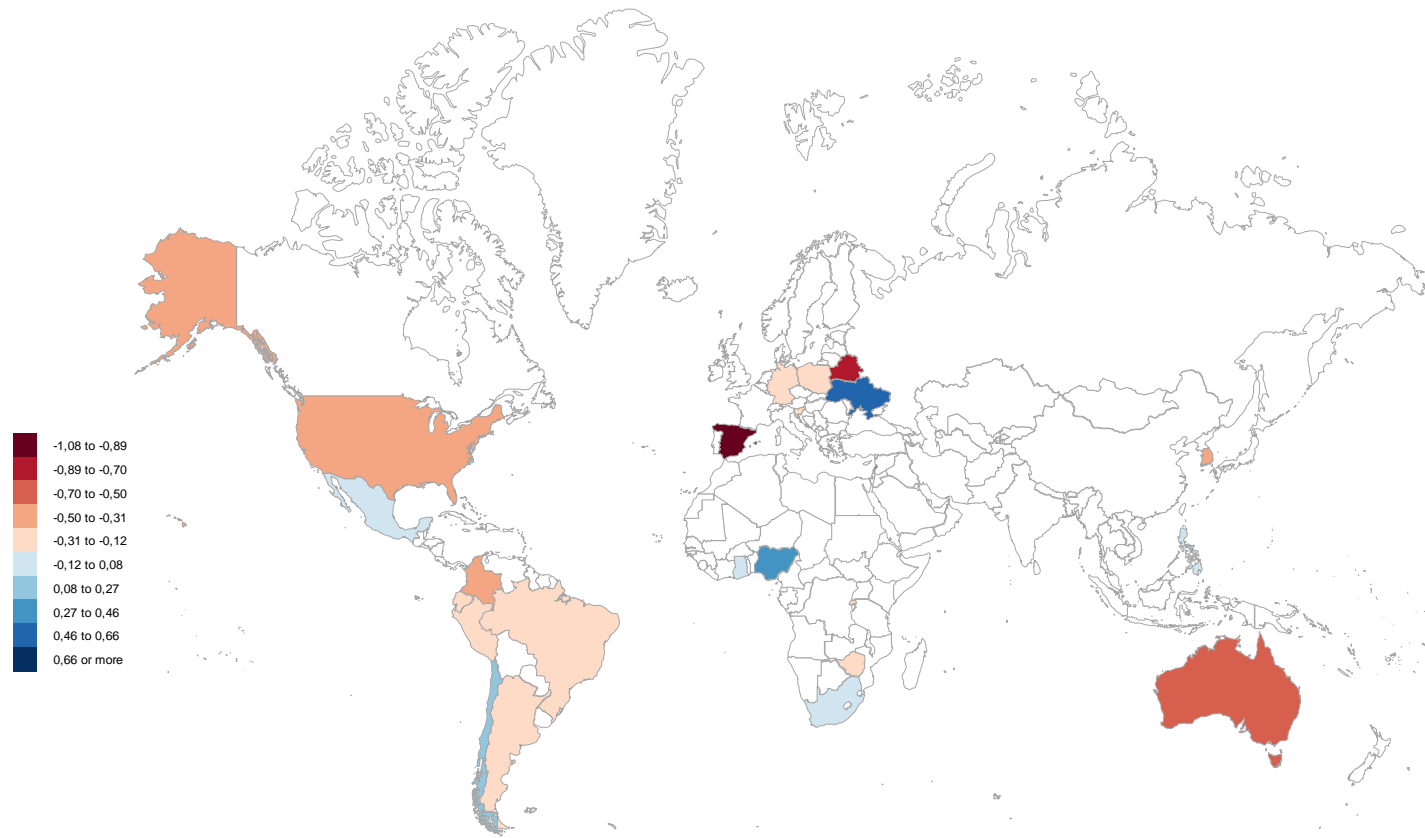 -1,08 to -0,89
-0,89 to -0,70
-0,70 to -0,50
-0,50 to -0,31
-0,31 to -0,12
-0,12 to 0,08
0,08 to 0,27
0,27 to 0,46
0,46 to 0,66
0,66 or more